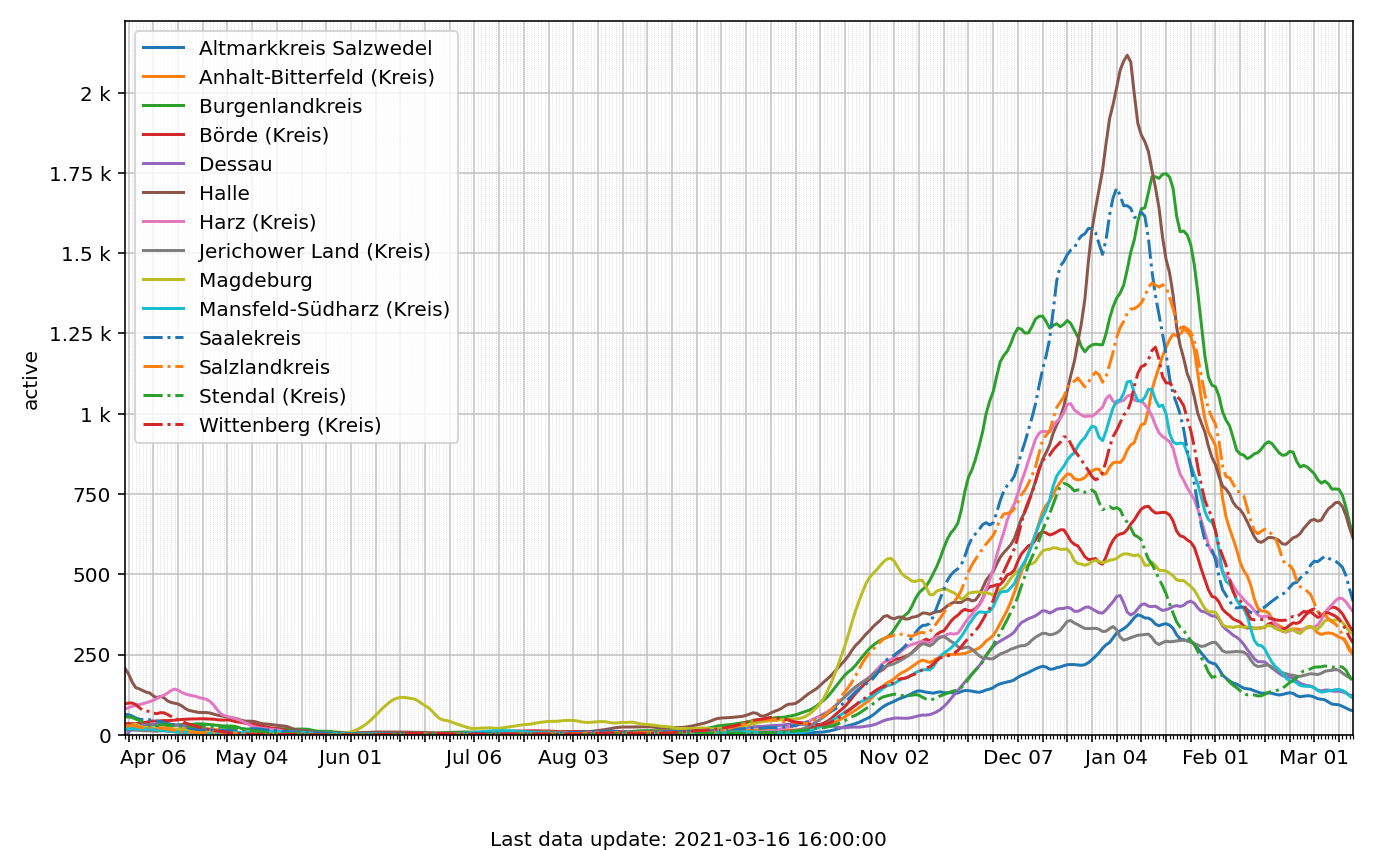 Altmarkkreis Salzwedel
Anhalt-Bitterfeld (Kreis)
Burgenlandkreis
Börde (Kreis)
Dessau
Halle
Harz (Kreis)
Jerichower Land (Kreis)
Magdeburg
Mansfeld-Südharz (Kreis)
Saalekreis
Salzlandkreis
Stendal (Kreis)
Wittenberg (Kreis)
2 k
1.75 k
1.5 k
1.25 k
1 k
750
500
250
0
active
Apr 06 May 04 Jun 01 Jul 06 Aug 03 Sep 07 Oct 05 Nov 02 Dec 07 Jan 04 Feb 01 Mar 01
Last data update: 2021-03-16 16:00:00